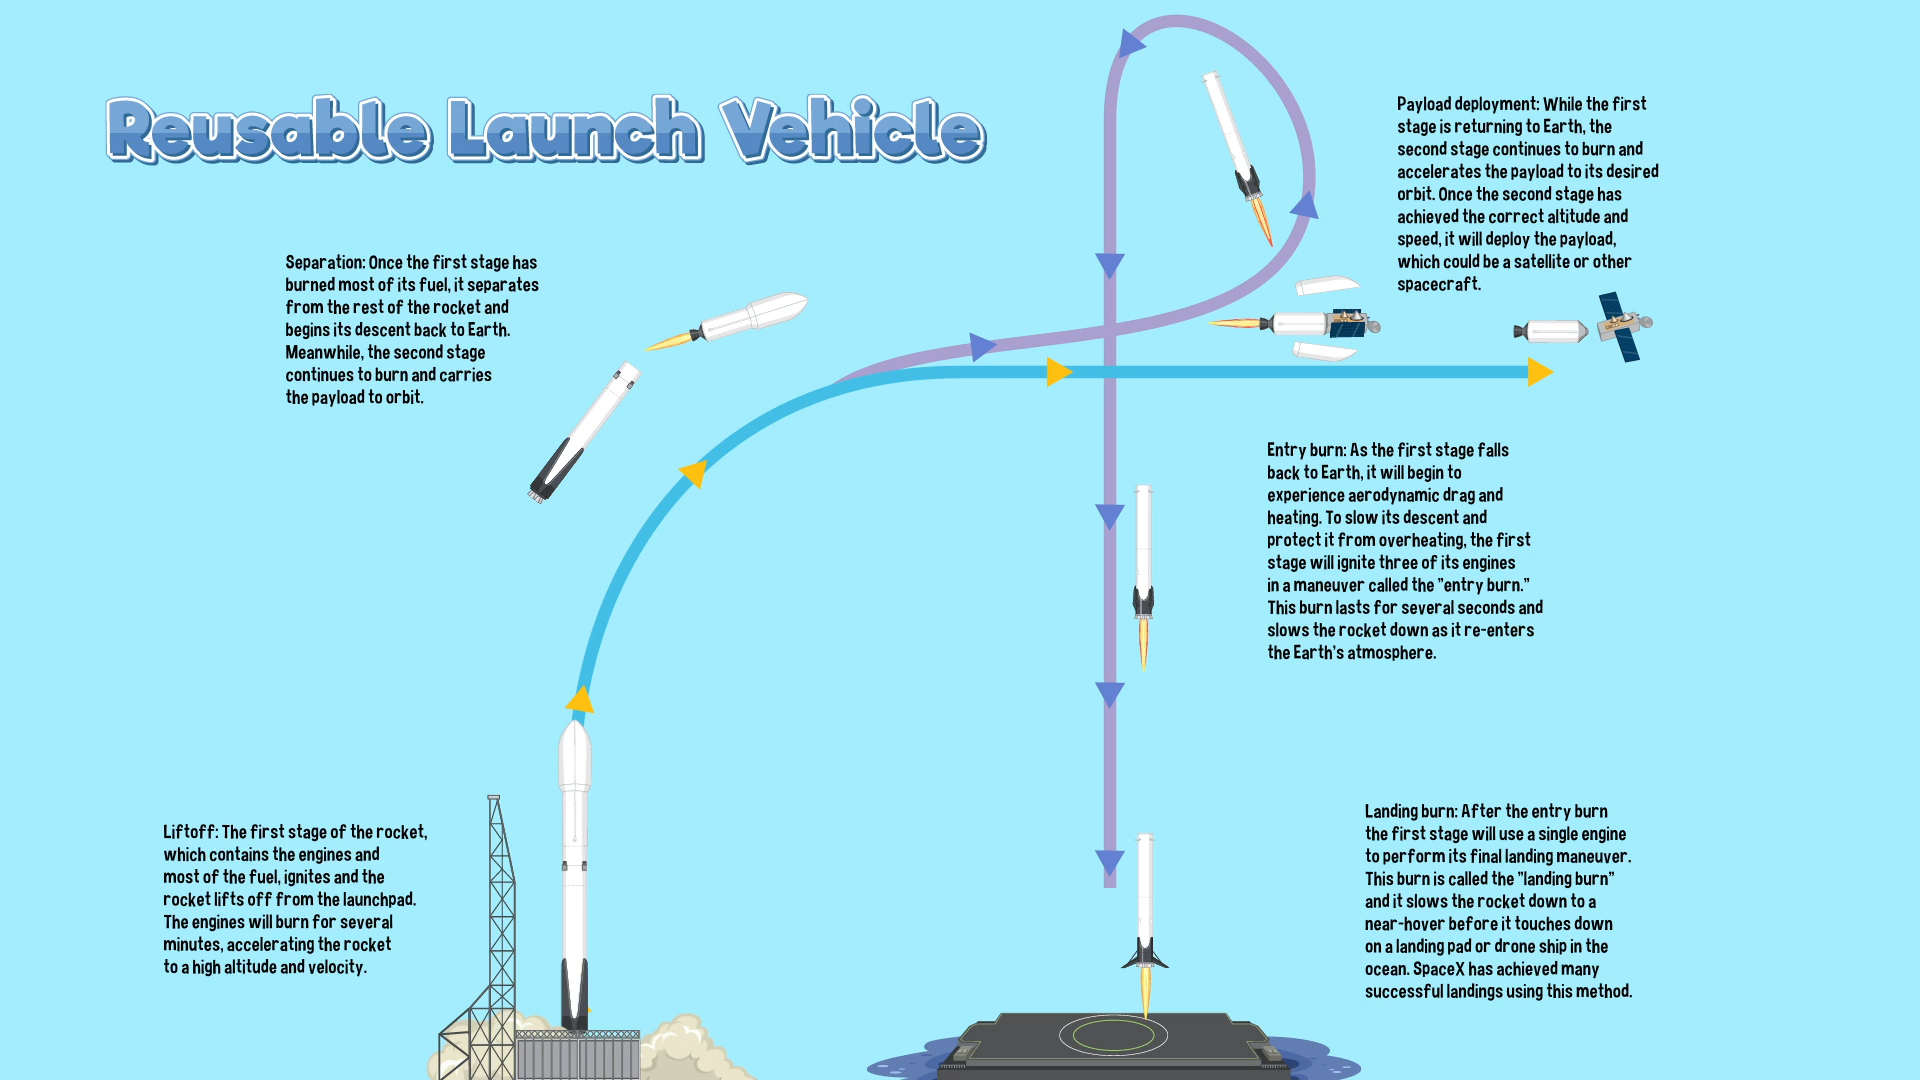 Reusable Launch Vehicle
Payload deployment: While the first
stage is returning to Earth, the
second stage continues to burn and
accelerates the payload to its desired
orbit. Once the second stage has
achieved the correct altitude and
speed, it will deploy the payload,
which could be a satellite or other
spacecraft.
Separation: Once the first stage has
burned most of its fuel, it separates
from the rest of the rocket and
begins its descent back to Earth.
Meanwhile, the second stage
continues to burn and carries
the payload to orbit.
Entry burn: As the first stage falls
back to Earth, it will begin to
experience aerodynamic drag and
heating. To slow its descent and
protect it from overheating, the first
stage will ignite three of its engines
in a maneuver called the "entry burn."
This burn lasts for several seconds and
slows the rocket down as it re-enters
the Earth's atmosphere.
Liftoff: The first stage of the rocket,
which contains the engines and
most of the fuel, ignites and the
rocket lifts off from the launchpad.
The engines will burn for several
minutes, accelerating the rocket
to a high altitude and velocity.
Landing burn: After the entry burn
the first stage will use a single engine
to perform its final landing maneuver.
This burn is called the "landing burn"
and it slows the rocket down to a
near-hover before it touches down
on a landing pad or drone ship in the
ocean. SpaceX has achieved many
successful landings using this method.